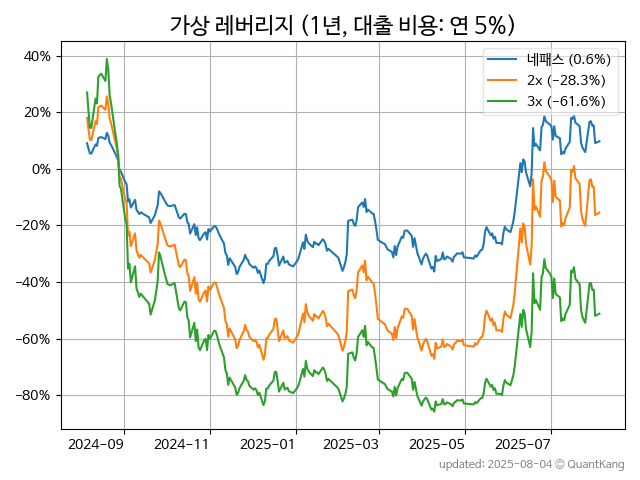 가상 레버리지 (1년, 대출 비용: 연 5%)
네패스 (0.6%)
2x (−28.3%)
3x (−61.6%)
40%
20%
0%
−20%
−40%
−60%
−80%
2024-09
2024-11
2025-01
2025-03
2025-05
2025-07
updated: 2025-08-04 © QuantKang